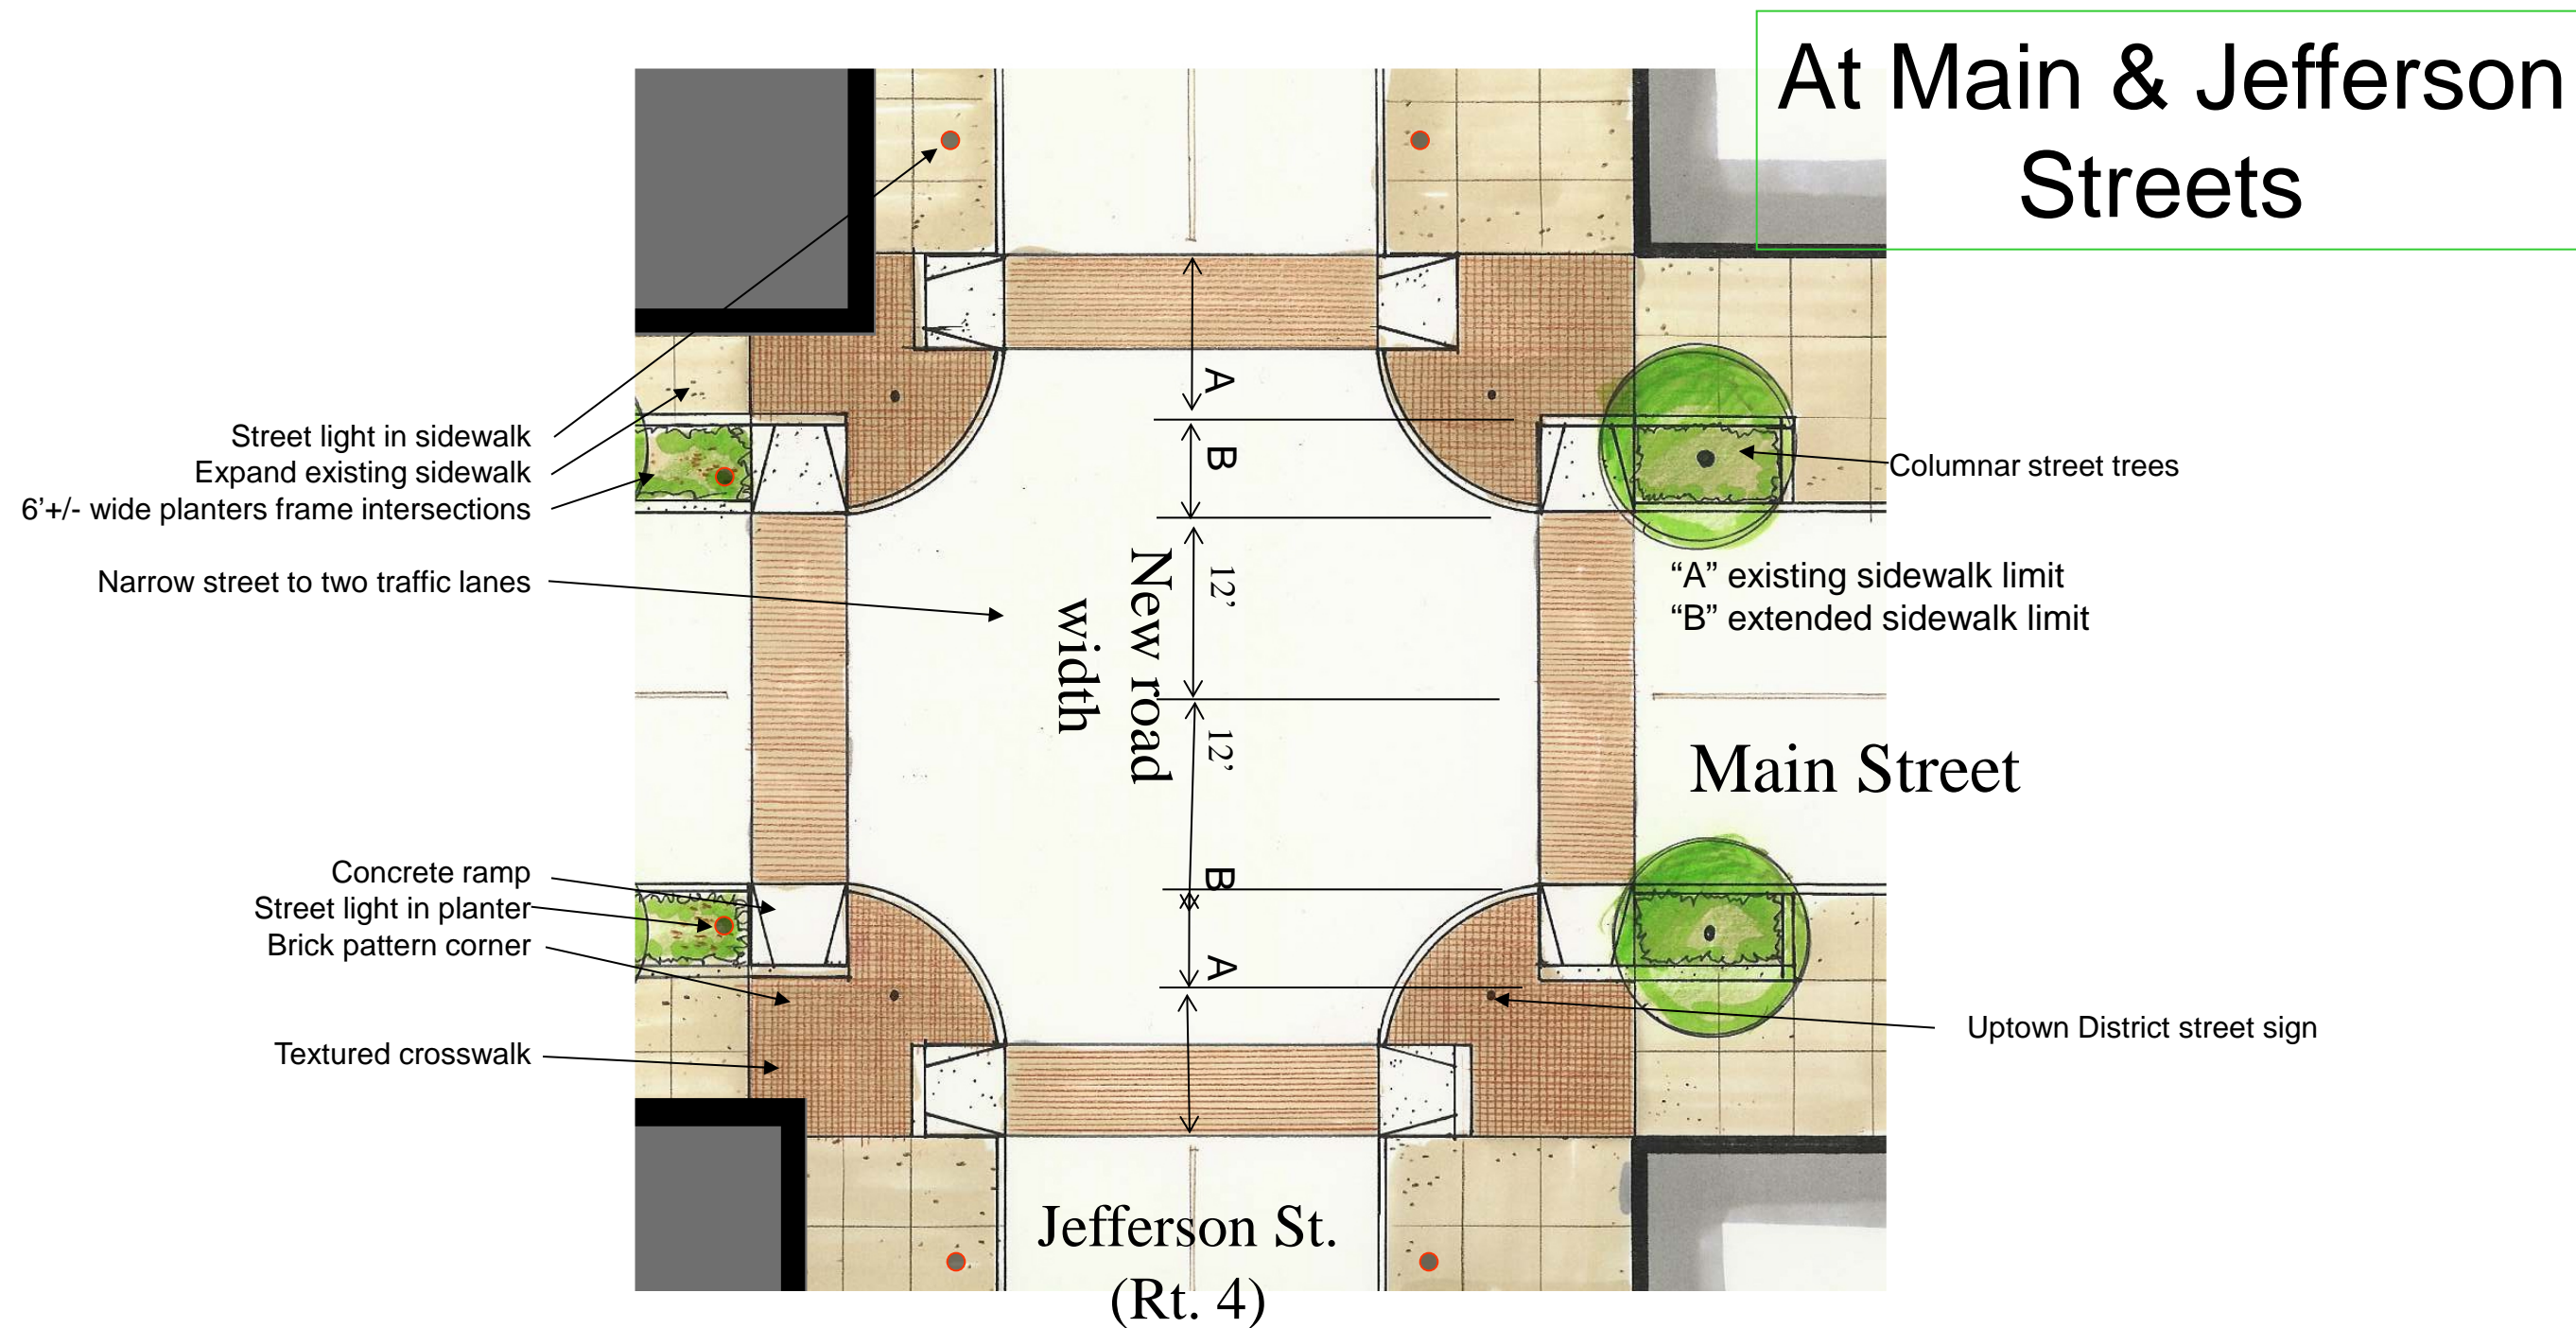 At Main & Jefferson
Streets
Street light in sidewalk
Expand existing sidewalk
6’+/- wide planters frame intersections
Narrow street to two traffic lanes
Concrete ramp
Street light in planter
Brick pattern corner
Textured crosswalk
A
B
12’
New road
width
12’
B
A
Columnar street trees
“A” existing sidewalk limit
“B” extended sidewalk limit
Main Street
Uptown District street sign
Jefferson St.
(Rt. 4)